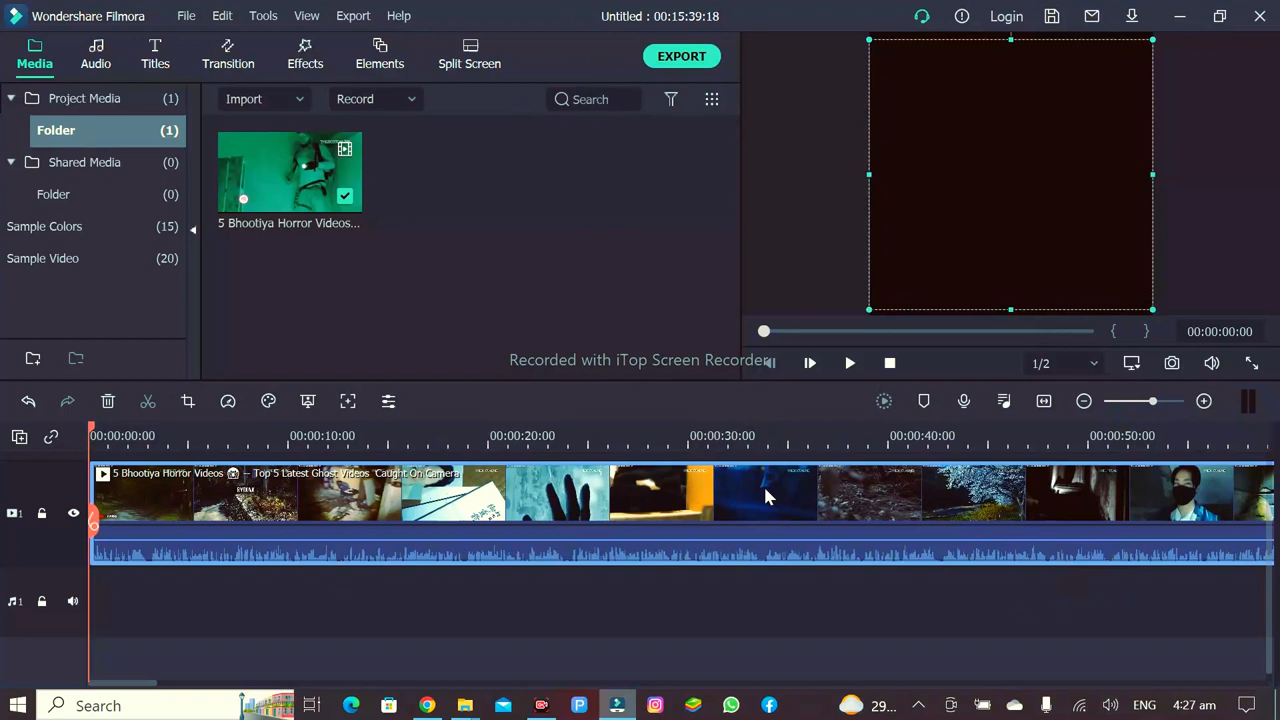 Wondershare Filmora File Edit Tools View Export Help Untitled : 00:15:39:18 Login
Media Audio Titles Transition Effects Elements Split Screen EXPORT
Project Media (1) Import Record Search
Folder (1)
Shared Media (0)
Folder (0)
Sample Colors (15)
Sample Video (20)
5 Bhootiya Horror Videos...
00:00:00:00
Recorded with iTop Screen Recorder
1/2
00:00:00:00 00:00:10:00 00:00:20:00 00:00:30:00 00:00:40:00 00:00:50:00
5 Bhootiya Horror Videos 😱 – Top 5 Latest Ghost Videos Caught On Camera
1
1
Search 29... ENG 4:27 am